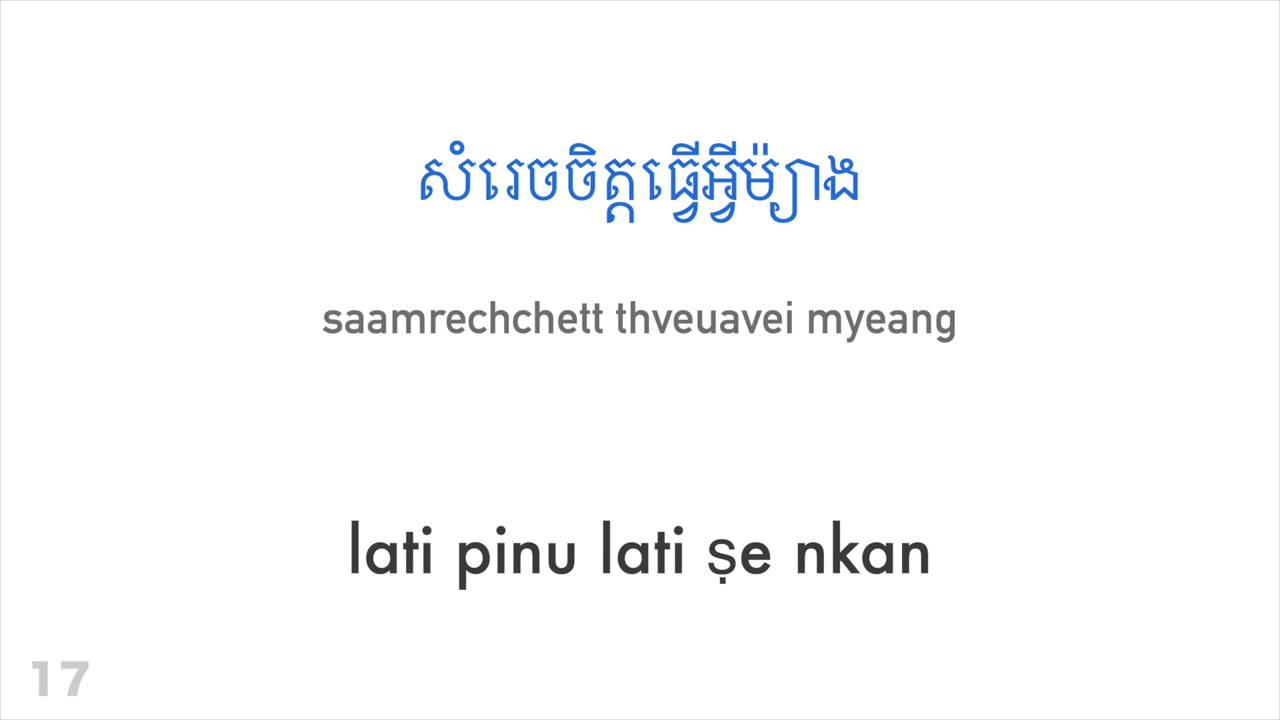 សំរេចចិត្តធ្វើអ្វីម៉្យាង
saamrechchett thveuavei myeang
lati pinu lati ṣe nkan
17